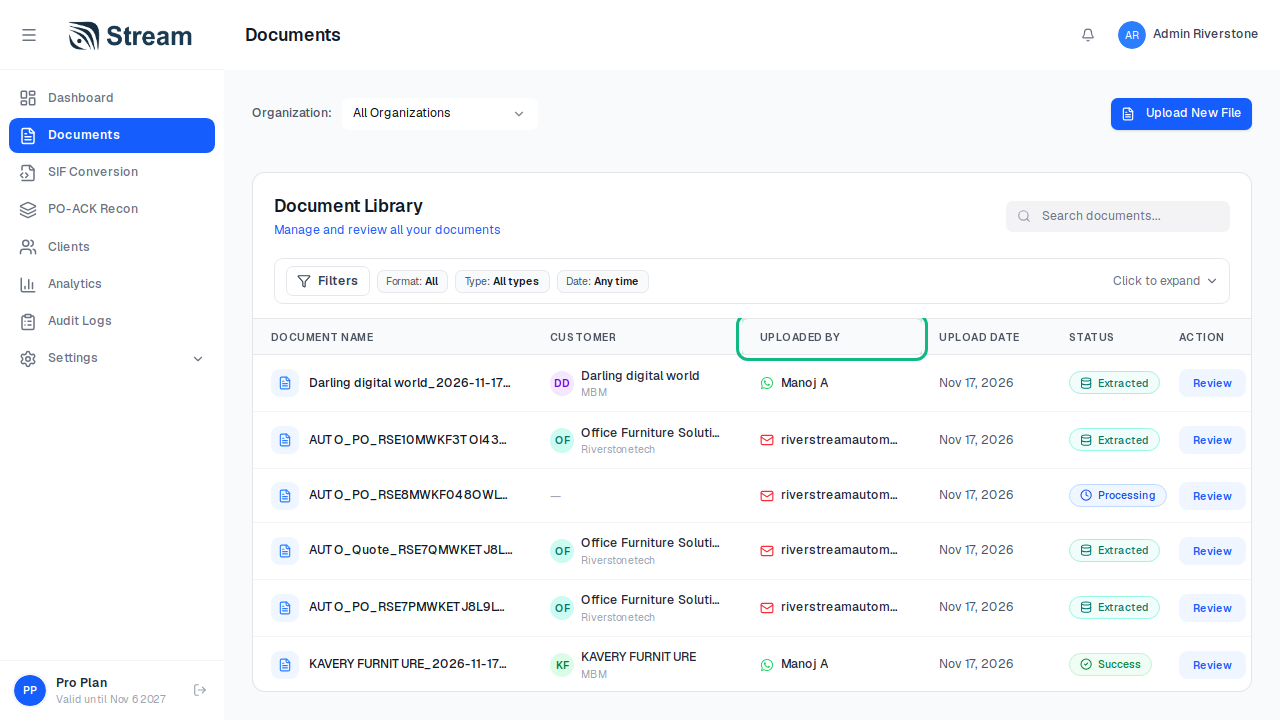 Stream
Documents
AR
Admin Riverstone
Dashboard
Documents
SIF Conversion
PO-ACK Recon
Clients
Analytics
Audit Logs
Settings
Organization:
All Organizations
Upload New File
Document Library
Manage and review all your documents
Search documents...
Filters
Format: All
Type: All types
Date: Any time
Click to expand
DOCUMENT NAME
CUSTOMER
UPLOADED BY
UPLOAD DATE
STATUS
ACTION
Darling digital world_2026-11-17...
DD
Darling digital world
MBM
Manoj A
Nov 17, 2026
Extracted
Review
AUTO_PO_RSE10MWKF3TOI43...
OF
Office Furniture Soluti...
Riverstonetech
riverstreamautom...
Nov 17, 2026
Extracted
Review
AUTO_PO_RSE8MWKF048OWL...
—
riverstreamautom...
Nov 17, 2026
Processing
Review
AUTO_Quote_RSE7QMWKETJ8L...
OF
Office Furniture Soluti...
Riverstonetech
riverstreamautom...
Nov 17, 2026
Extracted
Review
AUTO_PO_RSE7PMWKETJ8L9L...
OF
Office Furniture Soluti...
Riverstonetech
riverstreamautom...
Nov 17, 2026
Extracted
Review
KAVERY FURNITURE_2026-11-17...
KF
KAVERY FURNITURE
MBM
Manoj A
Nov 17, 2026
Success
Review
PP
Pro Plan
Valid until Nov 6 2027